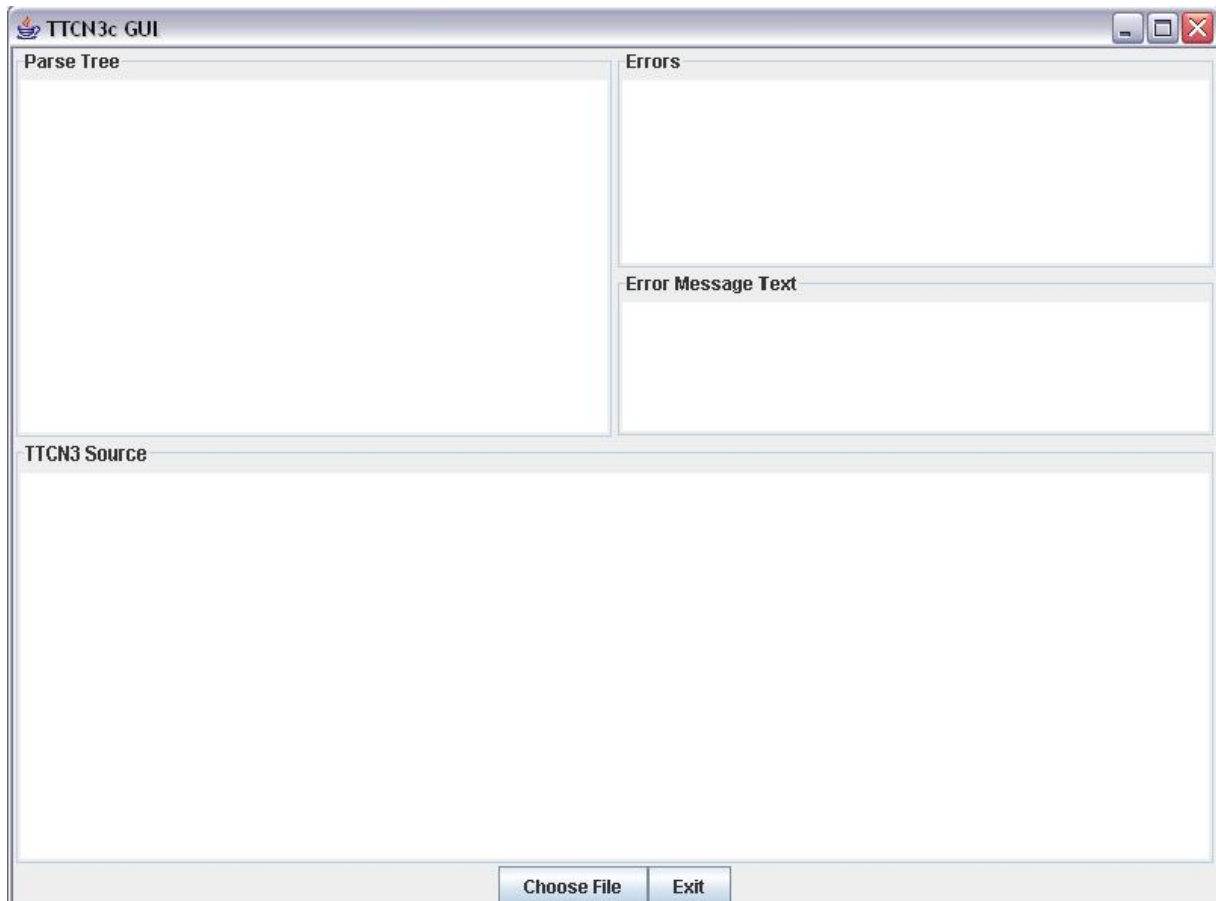 TTCN3c GUI
Parse Tree
Errors
Error Message Text
TTCN3 Source
Choose File
Exit